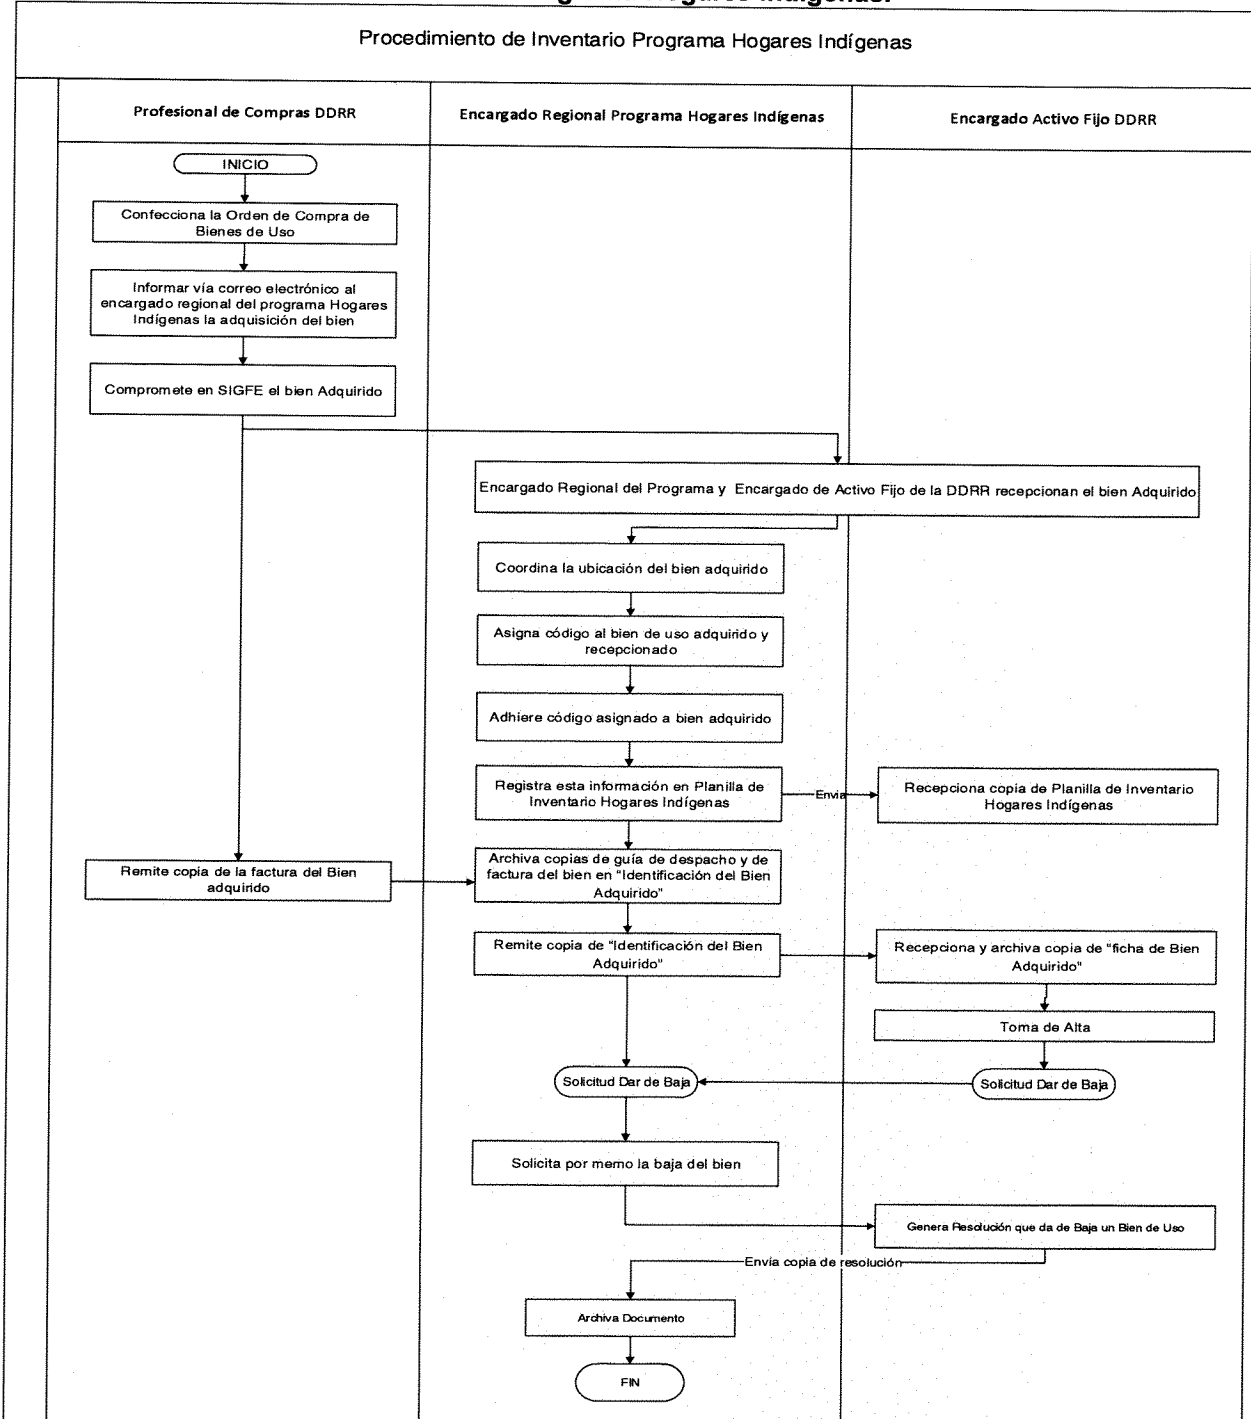 Hogares Indígenas.
Procedimiento de Inventario Programa Hogares Indígenas
Profesional de Compras DDRR
Encargado Regional Programa Hogares Indígenas
Encargado Activo Fijo DDRR
INICIO
Confecciona la Orden de Compra de
Bienes de Uso
Informar vía correo electrónico al
encargado regional del programa Hogares
Indígenas la adquisición del bien
Compromete en SIGFE el bien Adquirido
Encargado Regional del Programa y Encargado de Activo Fijo de la DDRR recepcionan el bien Adquirido
Coordina la ubicación del bien adquirido
Asigna código al bien de uso adquirido y
recepcionado
Adhiere código asignado a bien adquirido
Registra esta información en Planilla de
Inventario Hogares Indígenas
Envia
Recepciona copia de Planilla de Inventario
Hogares Indígenas
Remite copia de la factura del Bien
adquirido
Archiva copias de guía de despacho y de
factura del bien en "Identificación del Bien
Adquirido"
Remite copia de "Identificación del Bien
Adquirido"
Recepciona y archiva copia de "ficha de Bien
Adquirido"
Toma de Alta
Solicitud Dar de Baja
Solicitud Dar de Baja
Solicita por memo la baja del bien
Genera Resolución que da de Baja un Bien de Uso
Envía copia de resolución
Archiva Documento
FIN